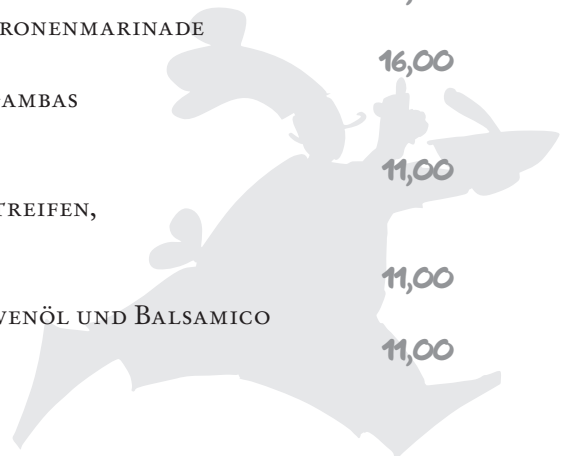 RONENMARINADE
16,00
AMBAS
11,00
TREIFEN,
11,00
VENÖL UND BALSAMICO
11,00